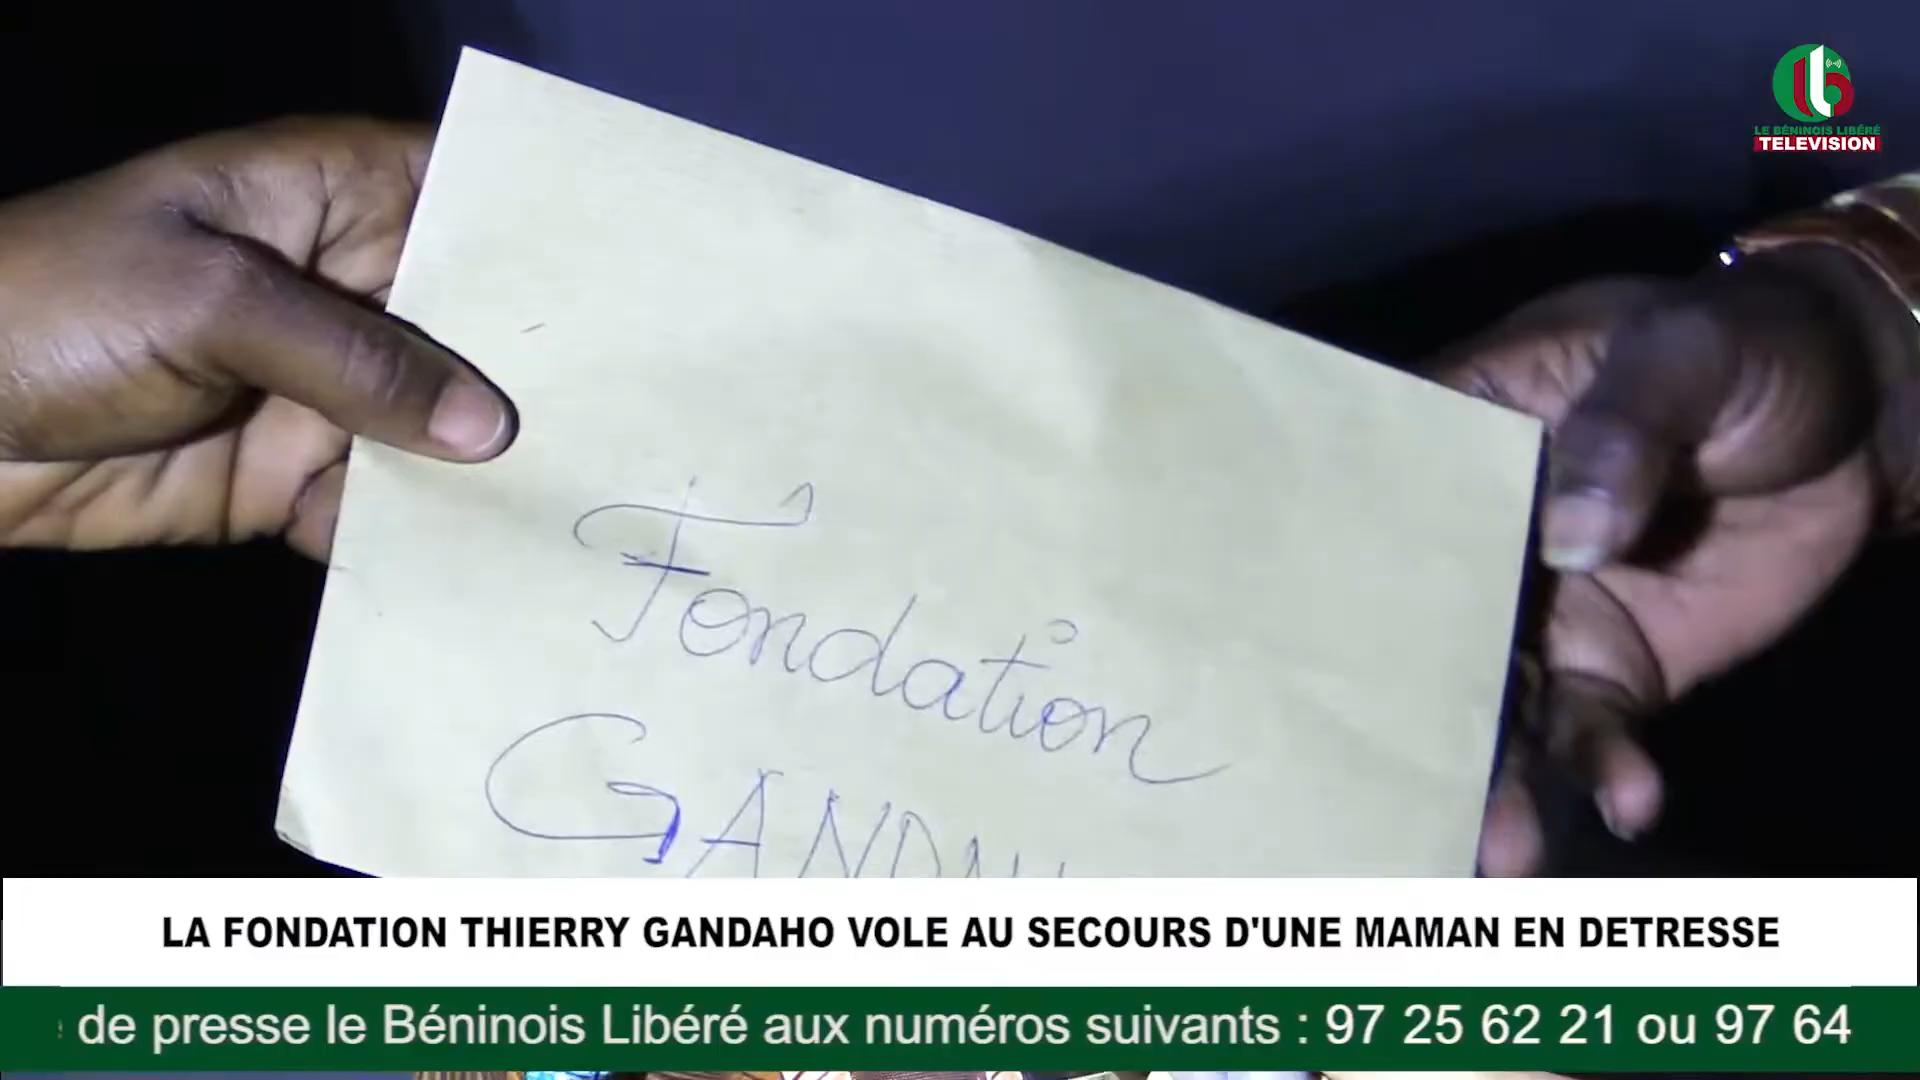 LE BÉNINOIS LIBÉRÉ
TELEVISION
Fondation
LA FONDATION THIERRY GANDAHO VOLE AU SECOURS D'UNE MAMAN EN DETRESSE
de presse le Béninois Libéré aux numéros suivants : 97 25 62 21 ou 97 64